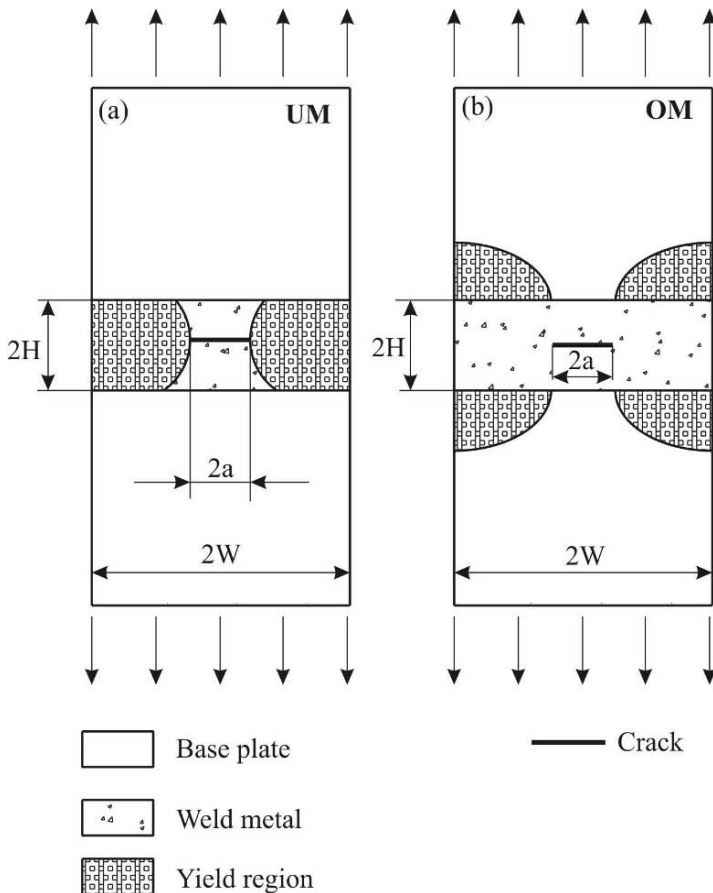 (a)
UM
(b)
OM
2H
2H
2a
2a
2W
2W
Base plate
Crack
Weld metal
Yield region